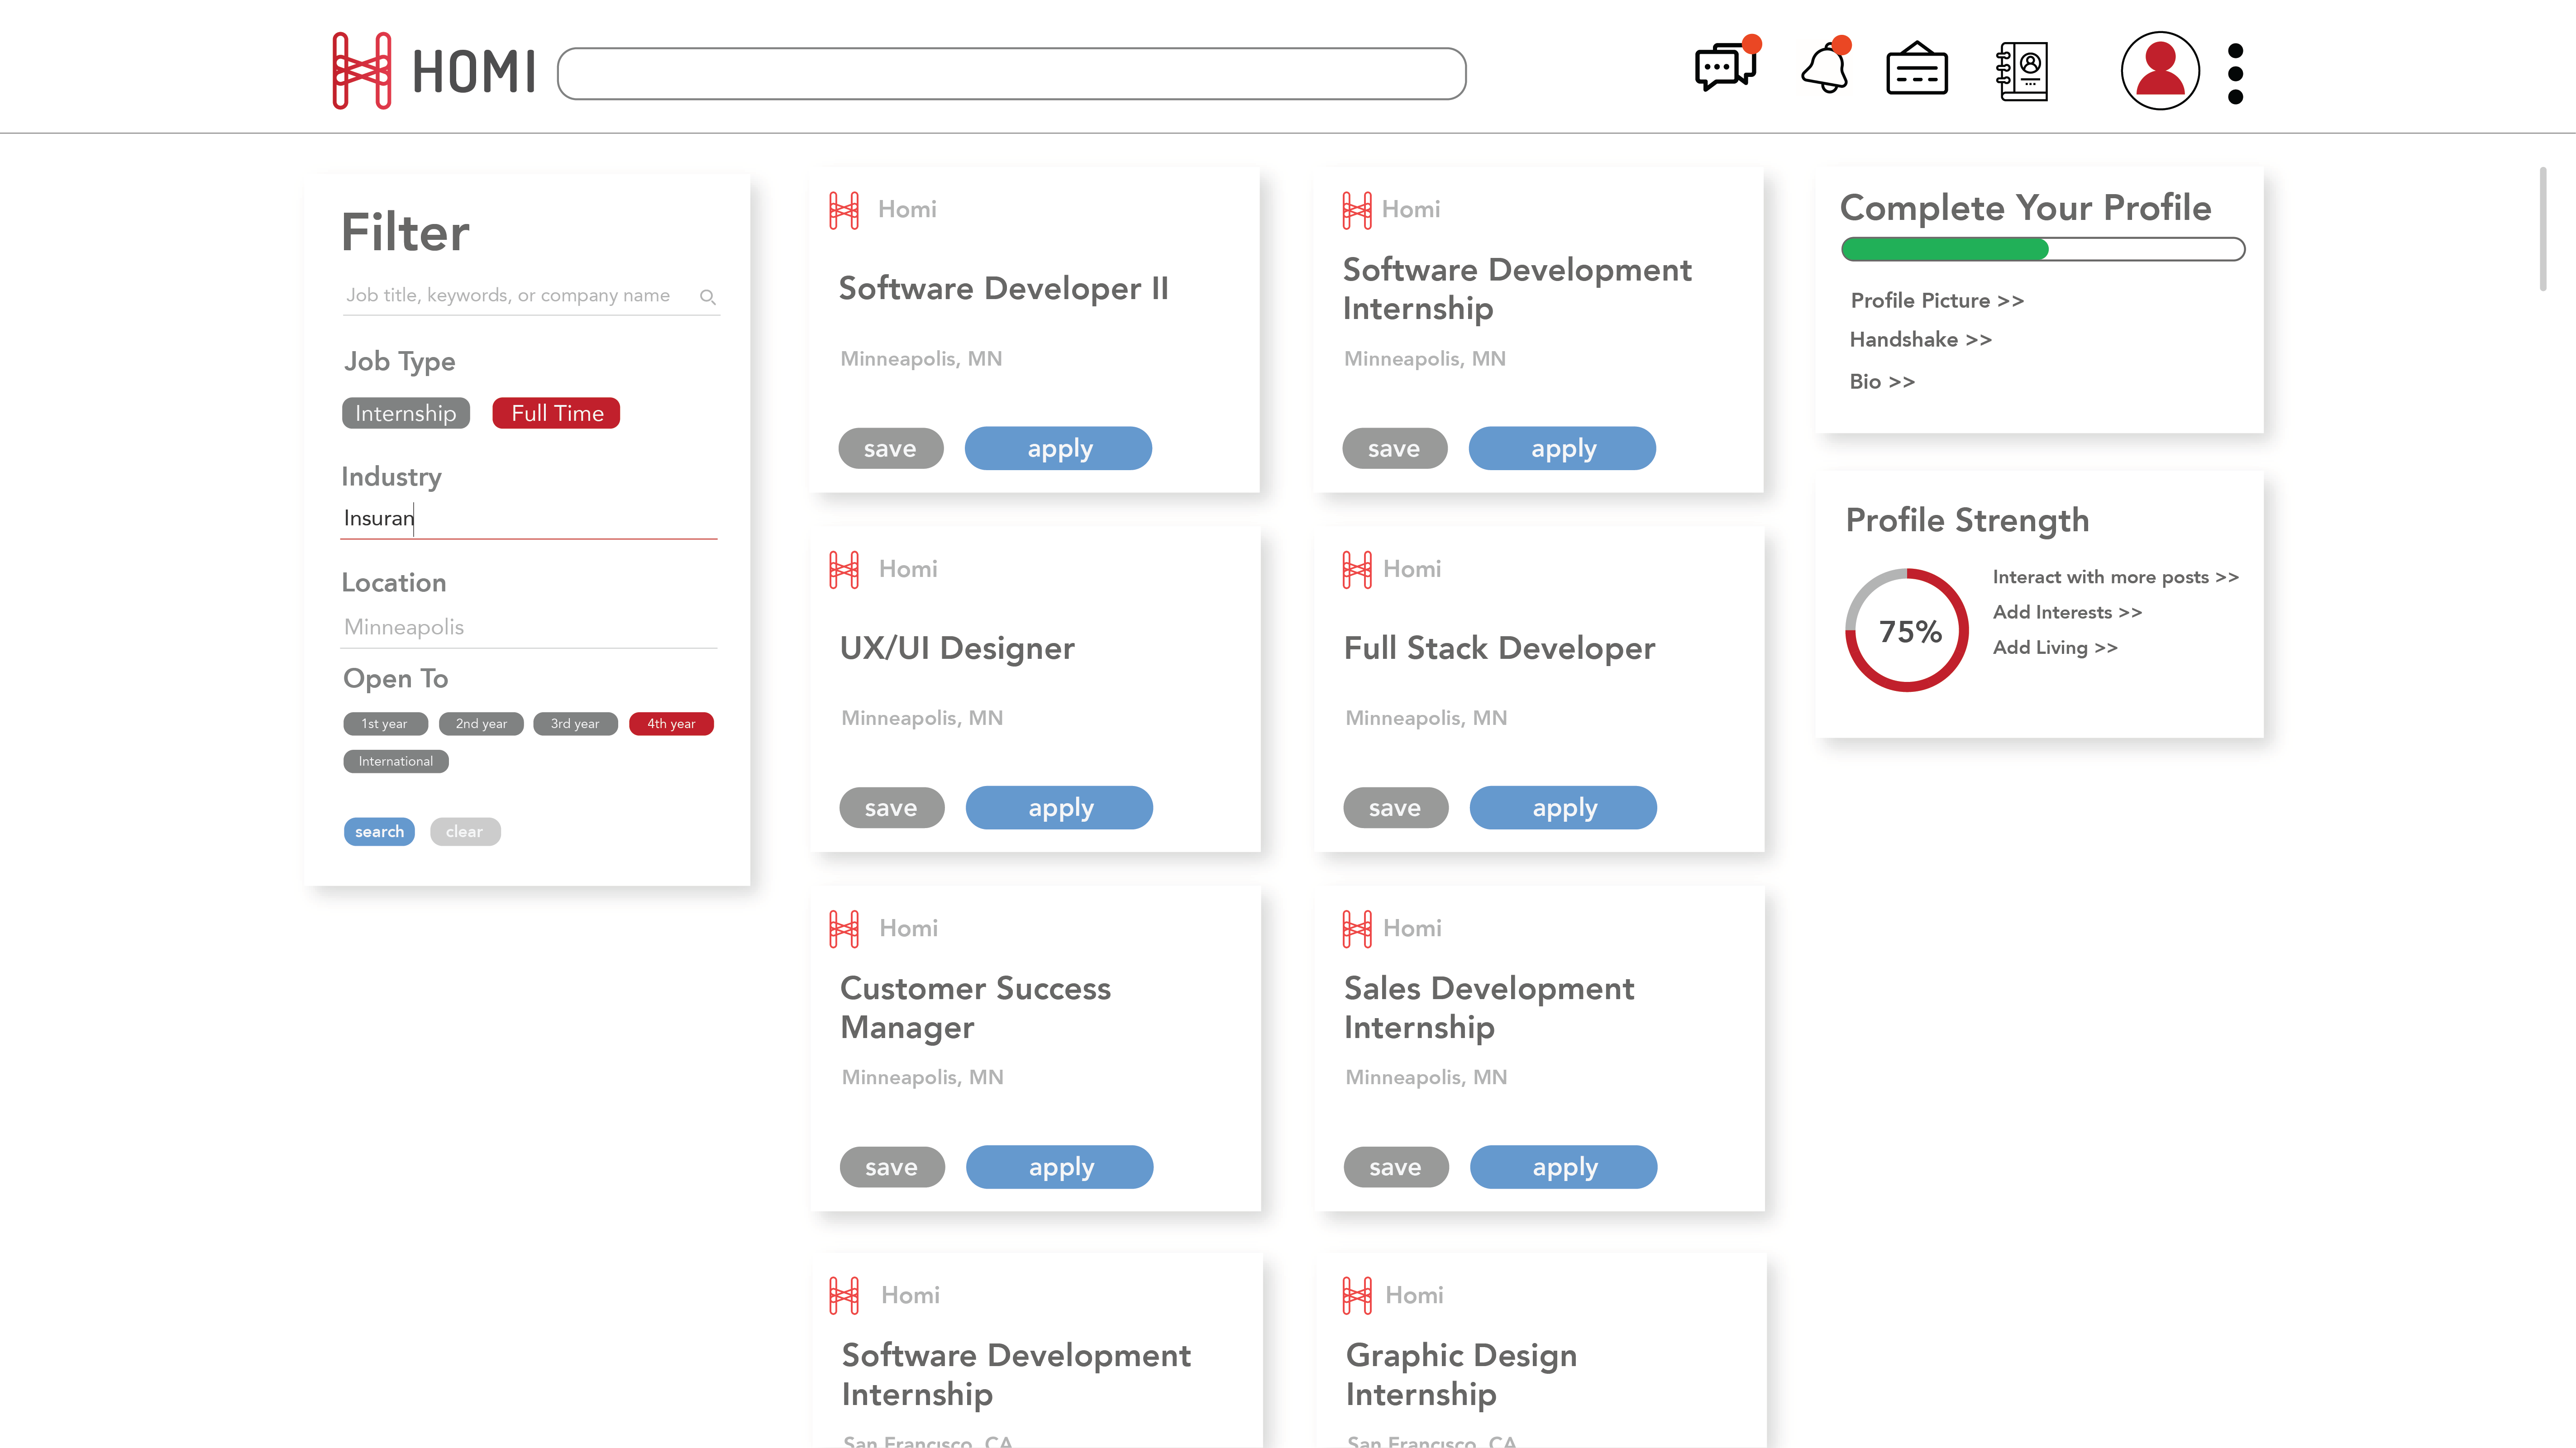 HOMI
Filter
Job title, keywords, or company name
Job Type
Internship Full Time
Industry
Insuran
Location
Minneapolis
Open To
1st year 2nd year 3rd year 4th year
International
search clear
Homi
Software Developer II
Minneapolis, MN
save apply
Homi
Software Development
Internship
Minneapolis, MN
save apply
Homi
UX/UI Designer
Minneapolis, MN
save apply
Homi
Full Stack Developer
Minneapolis, MN
save apply
Homi
Customer Success
Manager
Minneapolis, MN
save apply
Homi
Sales Development
Internship
Minneapolis, MN
save apply
Homi
Software Development
Internship
San Francisco, CA
Homi
Graphic Design
Internship
San Francisco, CA
Complete Your Profile
Profile Picture >>
Handshake >>
Bio >>
Profile Strength
75%
Interact with more posts >>
Add Interests >>
Add Living >>